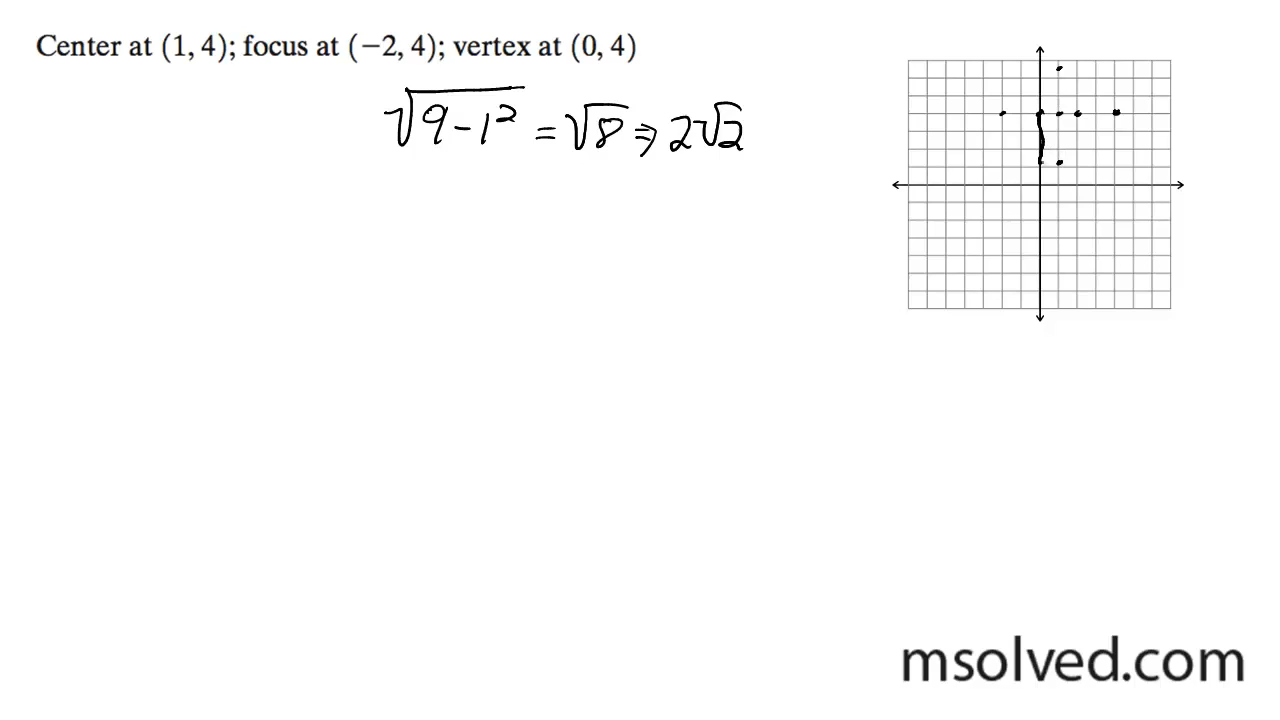 Center at (1, 4); focus at (−2, 4); vertex at (0, 4)
√(9 − 1²) = √8 ⇒ 2√2
msolved.com